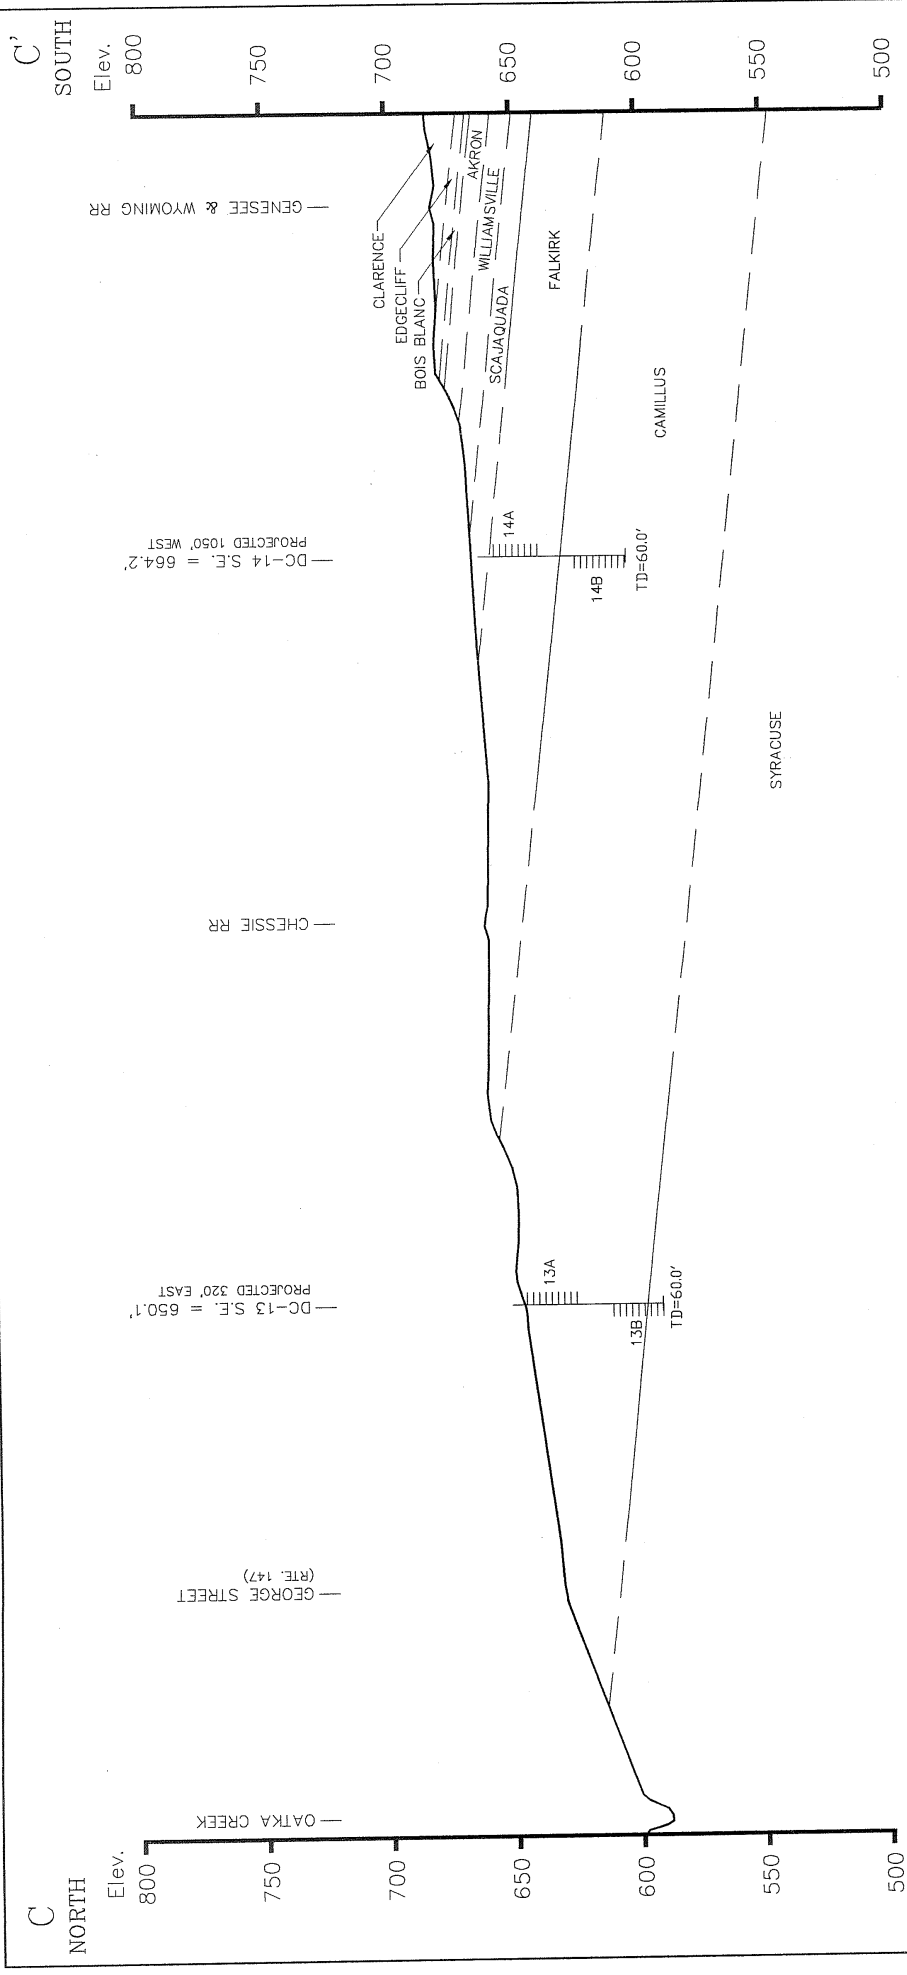 C
NORTH
Elev.
800
750
700
650
600
550
500
OATKA CREEK
GEORGE STREET
(RTE. 147)
DC-13 S.E. = 650.1'
PROJECTED 320' EAST
13A
13B
TD=60.0'
CHESSIE RR
DC-14 S.E. = 664.2'
PROJECTED 1050' WEST
14A
14B
TD=60.0'
GENESEE & WYOMING RR
CLARENCE
EDGECLIFF
BOIS BLANC
AKRON
WILLIAMSVILLE
SCAJAQUADA
FALKIRK
CAMILLUS
SYRACUSE
C'
SOUTH
Elev.
800
750
700
650
600
550
500